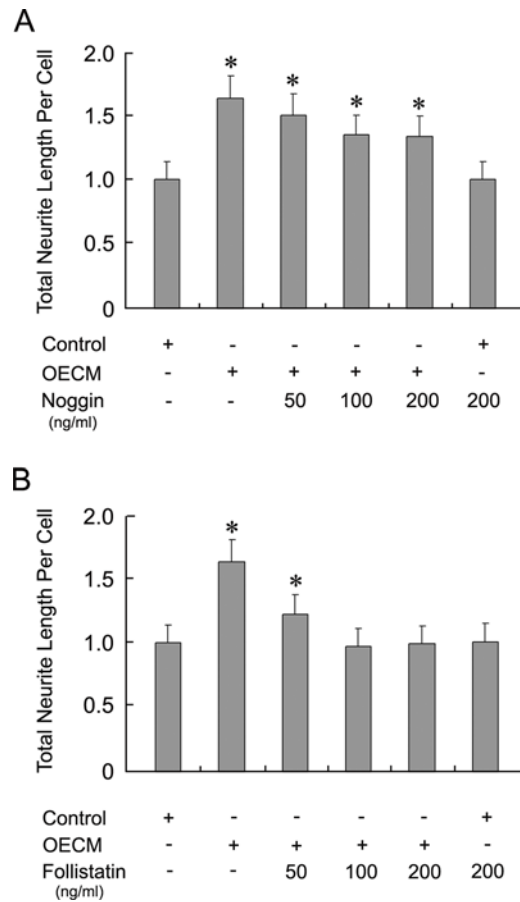 A
Total Neurite Length Per Cell
2.0
* * * *
1.5
1.0
0.5
0
Control + - - - - +
OECM - + + + + -
Noggin - - 50 100 200 200
(ng/ml)
B
Total Neurite Length Per Cell
2.0
* *
1.5
1.0
0.5
0
Control + - - - - +
OECM - + + + + -
Follistatin - - 50 100 200 200
(ng/ml)